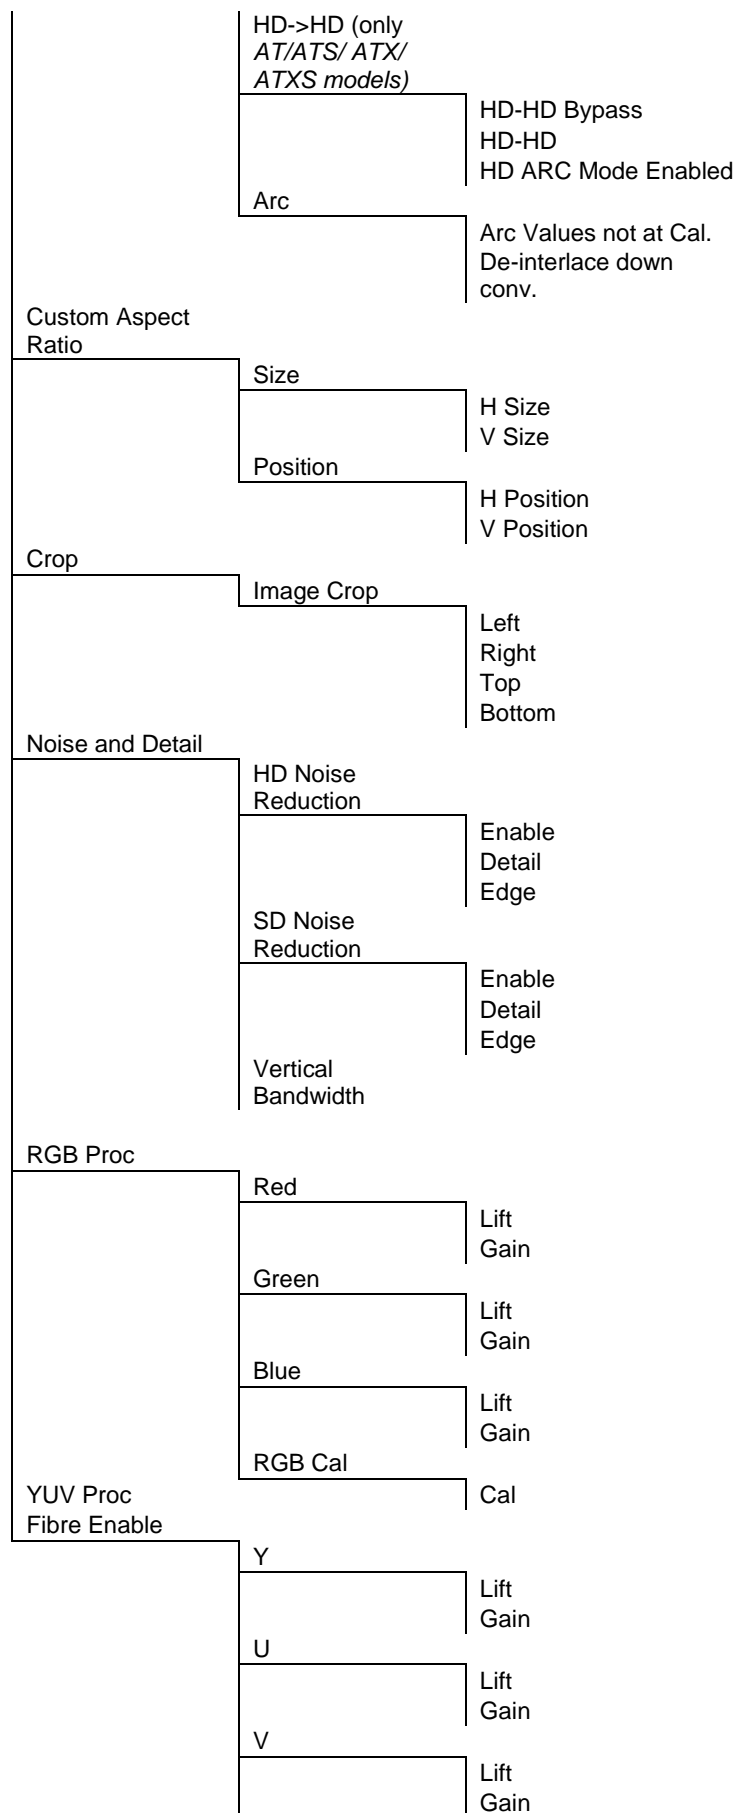 HD->HD (only
AT/ATS/ ATX/
ATXS models)
HD-HD Bypass
HD-HD
HD ARC Mode Enabled
Arc
Arc Values not at Cal.
De-interlace down
conv.
Custom Aspect
Ratio
Size
H Size
V Size
Position
H Position
V Position
Crop
Image Crop
Left
Right
Top
Bottom
Noise and Detail
HD Noise
Reduction
Enable
Detail
Edge
SD Noise
Reduction
Enable
Detail
Edge
Vertical
Bandwidth
RGB Proc
Red
Lift
Gain
Green
Lift
Gain
Blue
Lift
Gain
RGB Cal
YUV Proc
Cal
Fibre Enable
Y
Lift
Gain
U
Lift
Gain
V
Lift
Gain